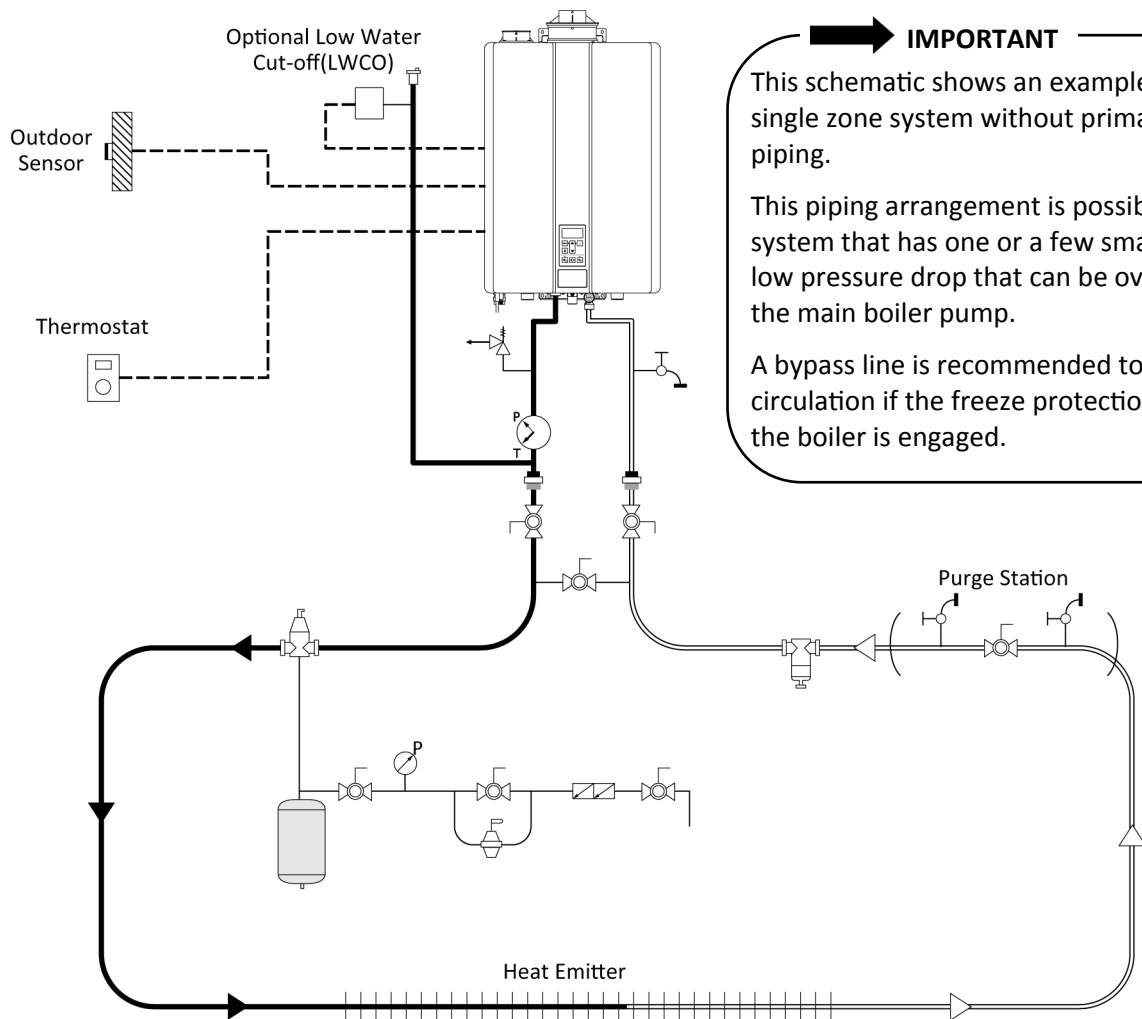 Optional Low Water
Cut-off(LWCO)
Outdoor
Sensor
Thermostat
IMPORTANT
This schematic shows an example
single zone system without prima
piping.
This piping arrangement is possib
system that has one or a few sma
low pressure drop that can be ov
the main boiler pump.
A bypass line is recommended to
circulation if the freeze protectio
the boiler is engaged.
P
T
Purge Station
P
Heat Emitter